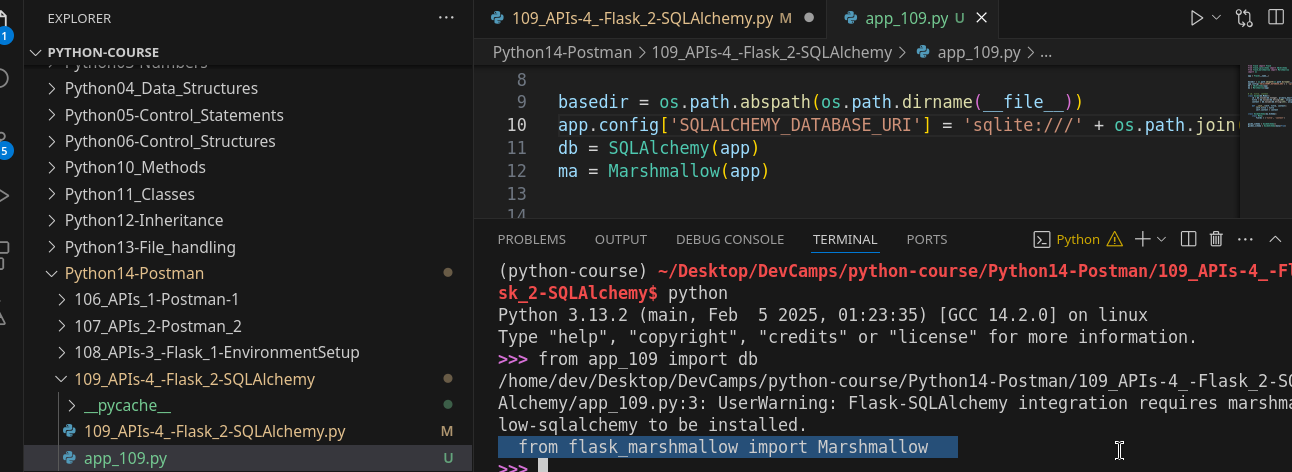 EXPLORER
PYTHON-COURSE
Python03-Numbers
Python04_Data_Structures
Python05-Control_Statements
Python06-Control_Structures
Python10_Methods
Python11_Classes
Python12-Inheritance
Python13-File_handling
Python14-Postman
106_APIs_1-Postman-1
107_APIs_2-Postman_2
108_APIs-3_-Flask_1-EnvironmentSetup
109_APIs-4_-Flask_2-SQLAlchemy
__pycache__
109_APIs-4_-Flask_2-SQLAlchemy.py M
app_109.py U
1
5
109_APIs-4_-Flask_2-SQLAlchemy.py M
app_109.py U
Python14-Postman > 109_APIs-4_-Flask_2-SQLAlchemy > app_109.py > ...
8
9 basedir = os.path.abspath(os.path.dirname(__file__))
10 app.config['SQLALCHEMY_DATABASE_URI'] = 'sqlite:///' + os.path.join(
11 db = SQLAlchemy(app)
12 ma = Marshmallow(app)
13
14
PROBLEMS OUTPUT DEBUG CONSOLE TERMINAL PORTS Python
(python-course) ~/Desktop/DevCamps/python-course/Python14-Postman/109_APIs-4_-Fl
sk_2-SQLAlchemy$ python
Python 3.13.2 (main, Feb  5 2025, 01:23:35) [GCC 14.2.0] on linux
Type "help", "copyright", "credits" or "license" for more information.
>>> from app_109 import db
/home/dev/Desktop/DevCamps/python-course/Python14-Postman/109_APIs-4_-Flask_2-SQ
Alchemy/app_109.py:3: UserWarning: Flask-SQLAlchemy integration requires marshma
low-sqlalchemy to be installed.
from flask_marshmallow import Marshmallow
>>>